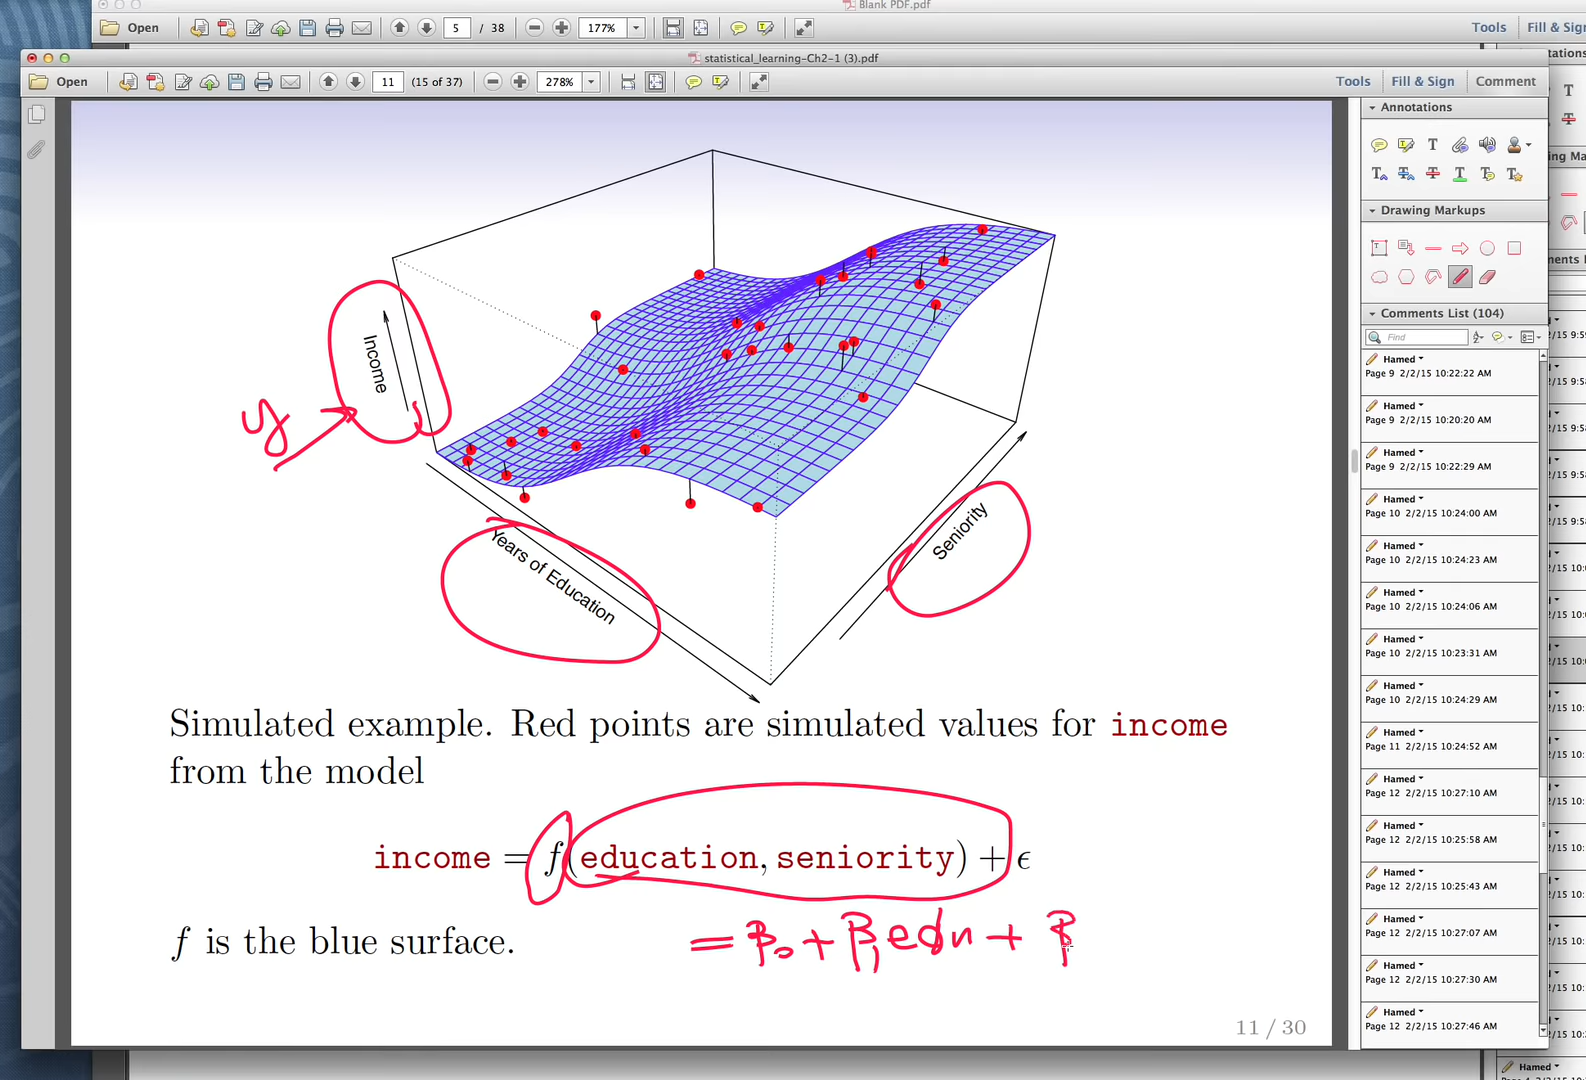 Blank PDF.pdf
Open
5 / 38
177%
Tools
Fill & Sig
statistical_learning-Ch2-1 (3).pdf
Open
11
(15 of 37)
278%
Tools
Fill & Sign
Comment
Annotations
Drawing Markups
Comments List (104)
Find
Hamed
Page 9 2/2/15 10:22:22 AM
Hamed
Page 9 2/2/15 10:20:20 AM
Hamed
Page 9 2/2/15 10:22:29 AM
Hamed
Page 10 2/2/15 10:24:00 AM
Hamed
Page 10 2/2/15 10:24:23 AM
Hamed
Page 10 2/2/15 10:24:06 AM
Hamed
Page 10 2/2/15 10:23:31 AM
Hamed
Page 10 2/2/15 10:24:29 AM
Hamed
Page 11 2/2/15 10:24:52 AM
Hamed
Page 12 2/2/15 10:27:10 AM
Hamed
Page 12 2/2/15 10:25:58 AM
Hamed
Page 12 2/2/15 10:25:43 AM
Hamed
Page 12 2/2/15 10:27:07 AM
Hamed
Page 12 2/2/15 10:27:30 AM
Hamed
Page 12 2/2/15 10:27:46 AM
Hamed
Income
y
Years of Education
Seniority
Simulated example. Red points are simulated values for income
from the model
income = f(education, seniority) + ϵ
f is the blue surface.
= β₀ + β₁ edn + β
11 / 30